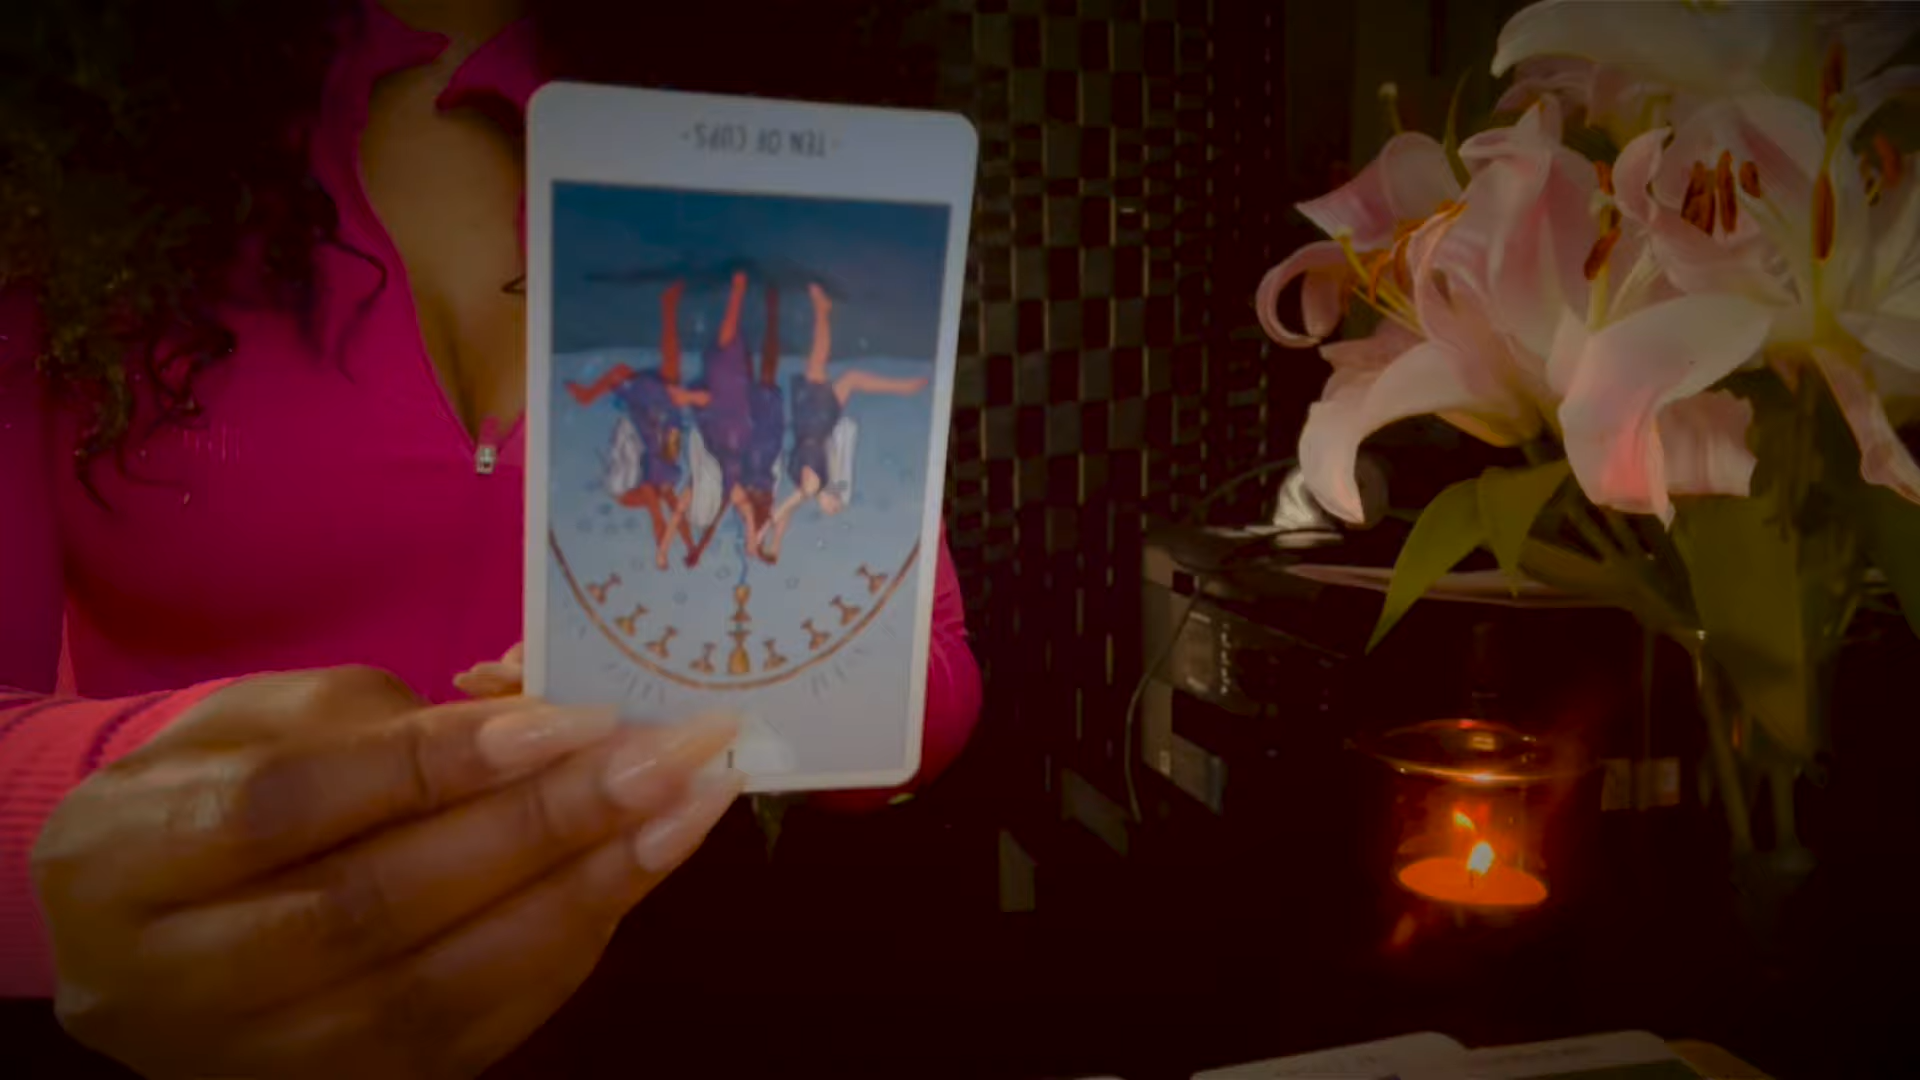 · TEN OF CUPS ·